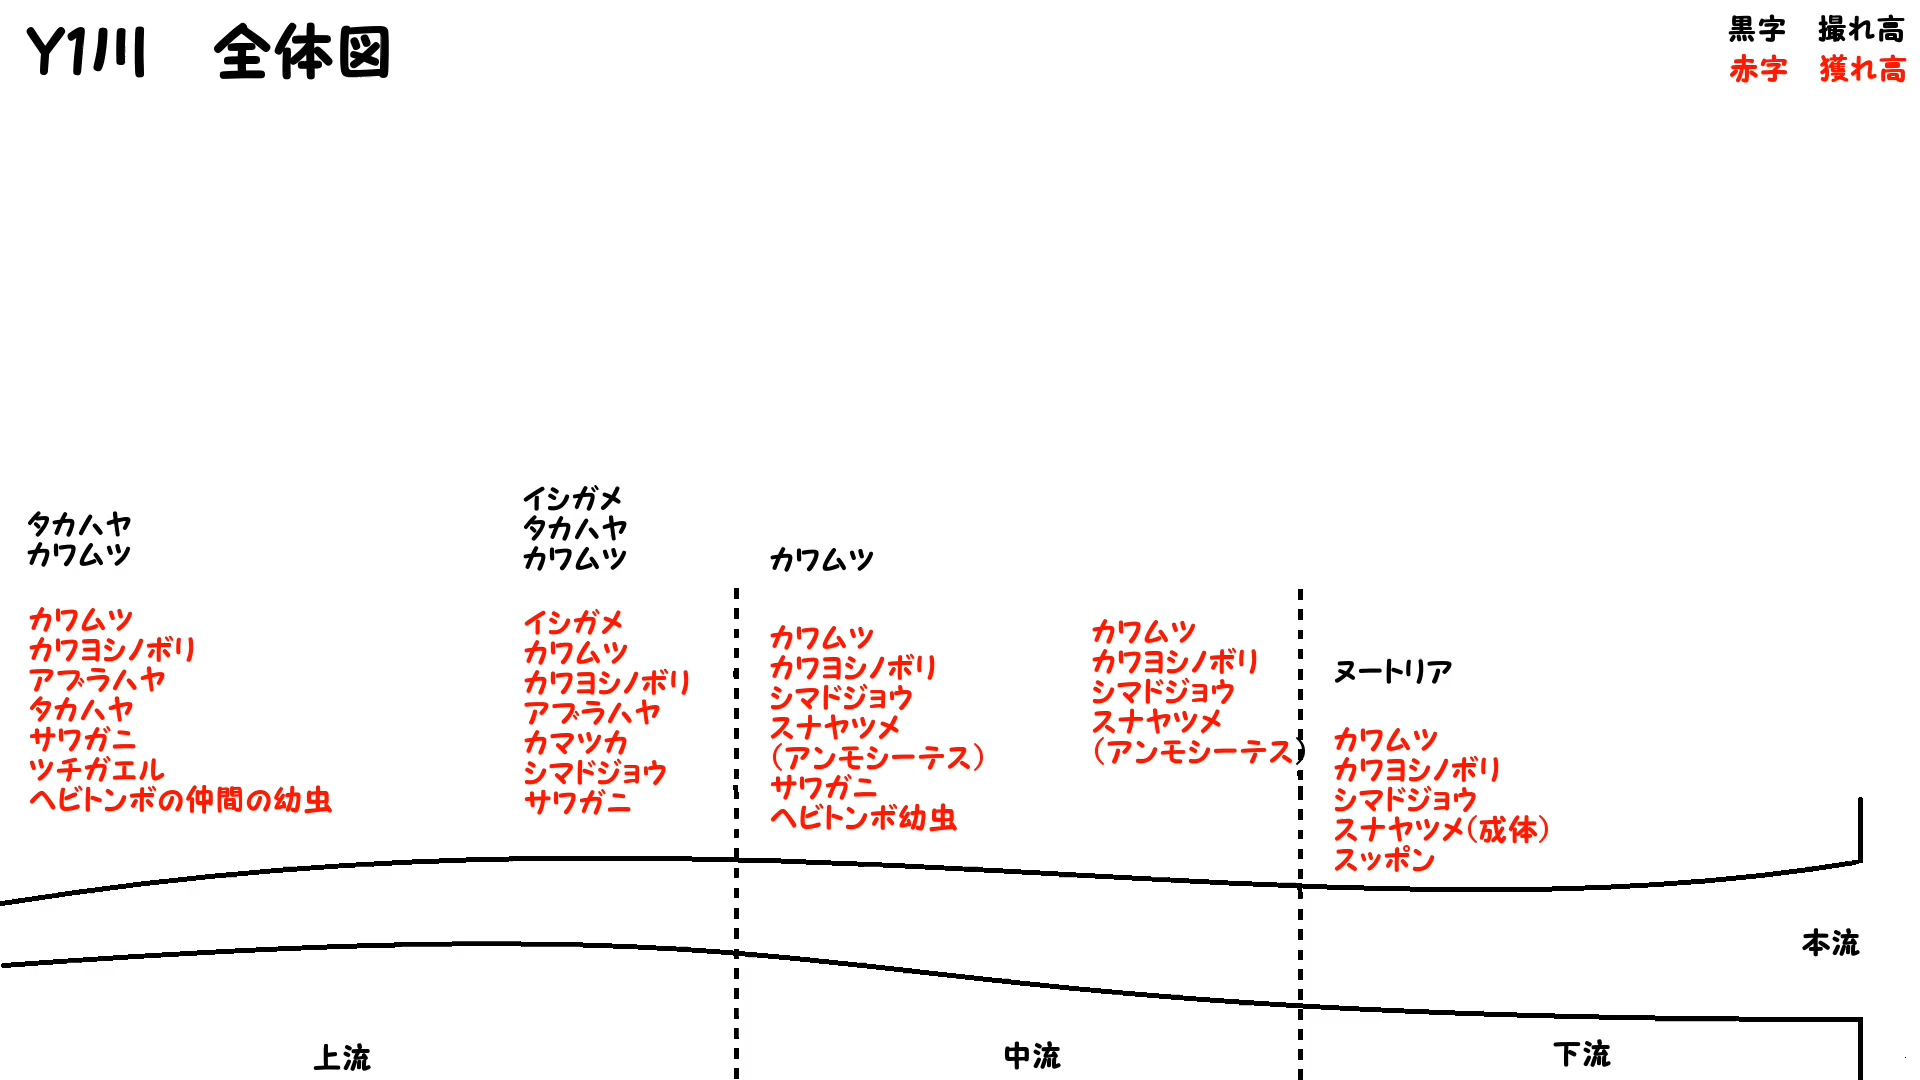 Y1川　全体図
黒字　撮れ高
赤字　獲れ高
タカハヤ
カワムツ
カワムツ
カワヨシノボリ
アブラハヤ
タカハヤ
サワガニ
ツチガエル
ヘビトンボの仲間の幼虫
イシガメ
タカハヤ
カワムツ
イシガメ
カワムツ
カワヨシノボリ
アブラハヤ
カマツカ
シマドジョウ
サワガニ
カワムツ
カワムツ
カワヨシノボリ
シマドジョウ
スナヤツメ
(アンモシーテス)
サワガニ
ヘビトンボ幼虫
カワムツ
カワヨシノボリ
シマドジョウ
スナヤツメ
(アンモシーテス)
ヌートリア
カワムツ
カワヨシノボリ
シマドジョウ
スナヤツメ(成体)
スッポン
本流
上流
中流
下流